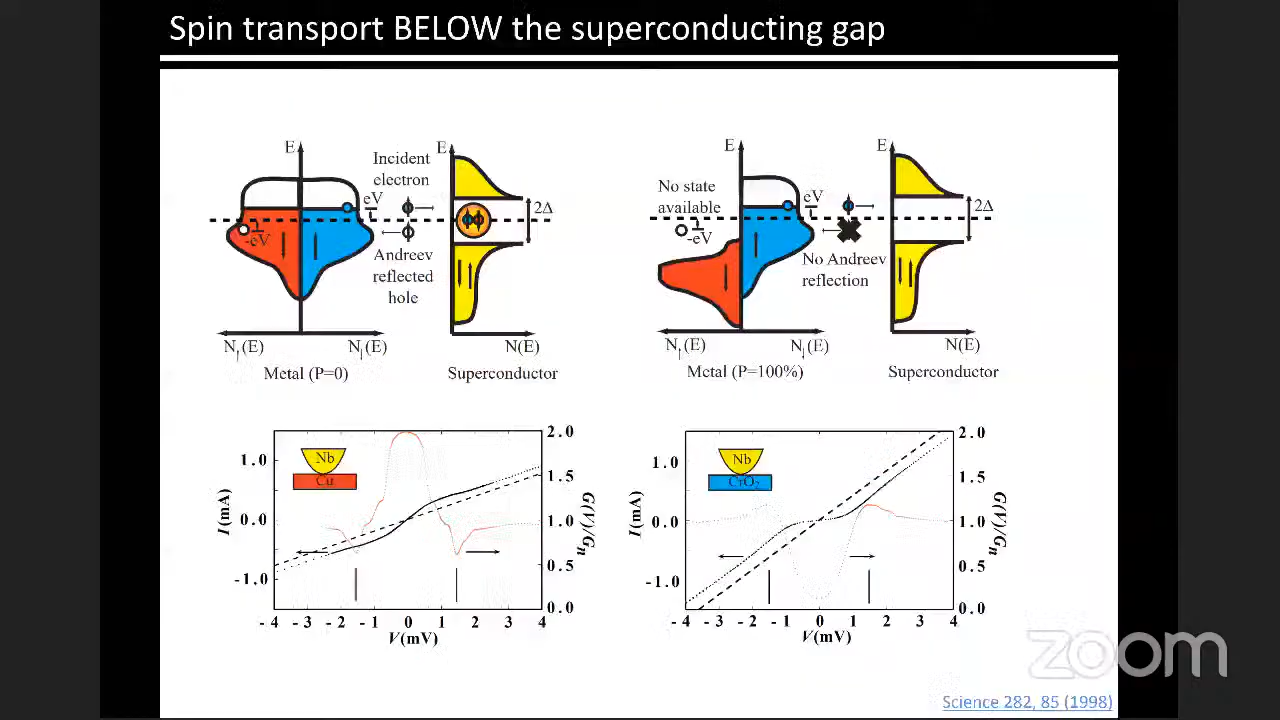 Spin transport BELOW the superconducting gap
E
Incident
electron
eV
-eV
Andreev
reflected
hole
E
2Δ
N↑(E)
N↓(E)
N(E)
Metal (P=0)
Superconductor
No state
available
E
eV
-eV
No Andreev
reflection
E
2Δ
N↑(E)
N↓(E)
N(E)
Metal (P=100%)
Superconductor
Nb
Cu
I(mA)
1.0
0.0
-1.0
2.0
1.5
1.0
0.5
0.0
G(V)/Gn
-4 -3 -2 -1 0 1 2 3 4
V(mV)
Nb
CrO2
I(mA)
1.0
0.0
-1.0
2.0
1.5
1.0
0.5
0.0
G(V)/Gn
-4 -3 -2 -1 0 1 2 3 4
V(mV)
zoom
Science 282, 85 (1998)